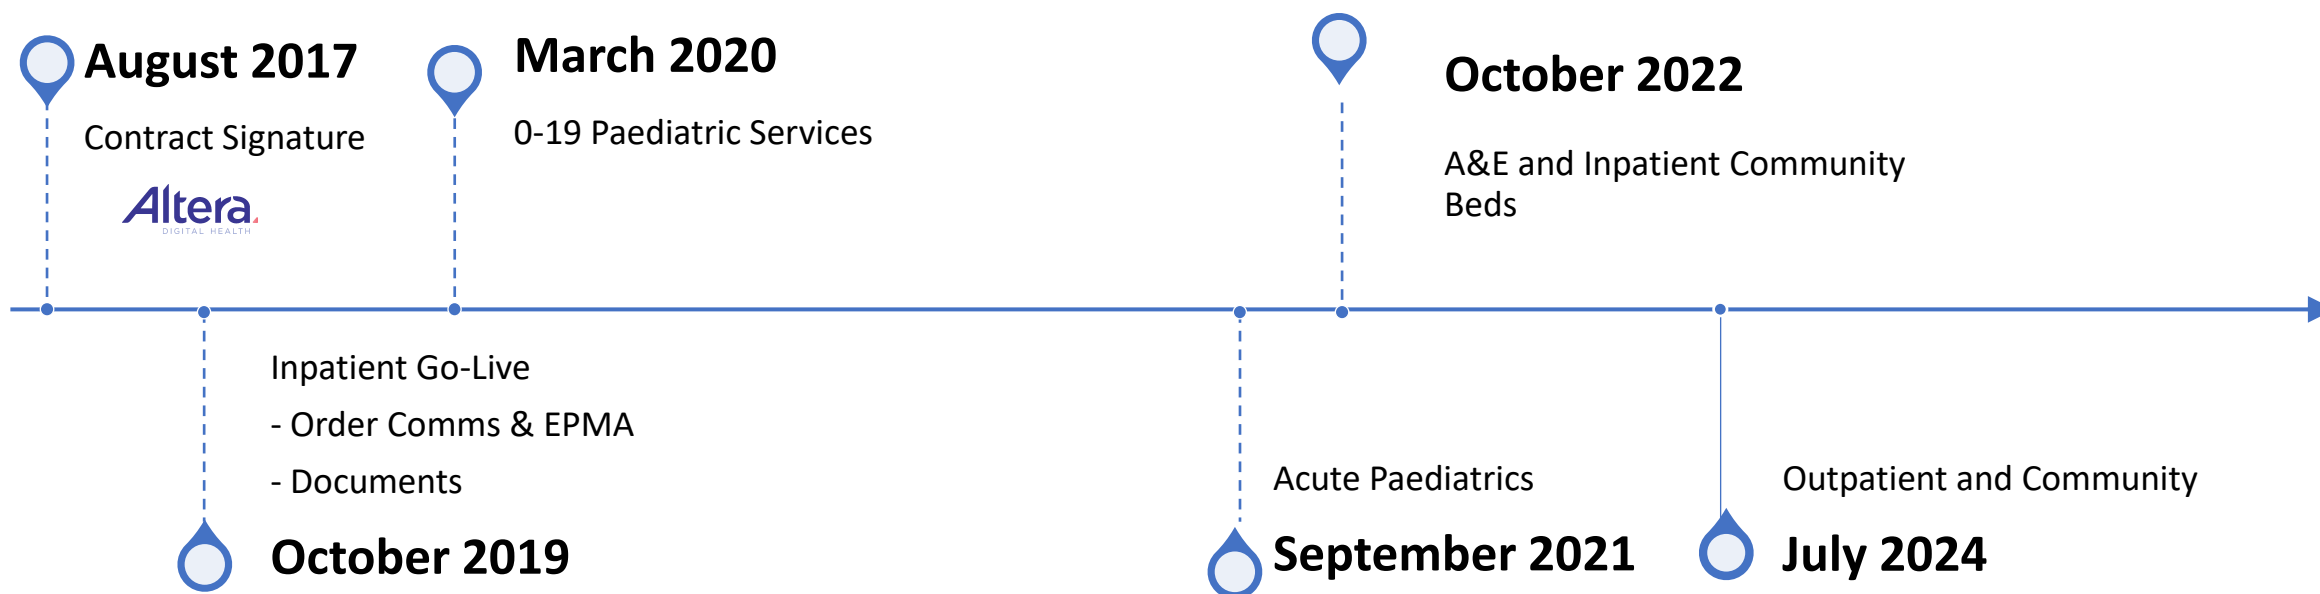 August 2017
Contract Signature
Altera
DIGITAL HEALTH
Inpatient Go-Live
- Order Comms & EPMA
- Documents
October 2019
March 2020
0-19 Paediatric Services
Acute Paediatrics
September 2021
October 2022
A&E and Inpatient Community
Beds
Outpatient and Community
July 2024